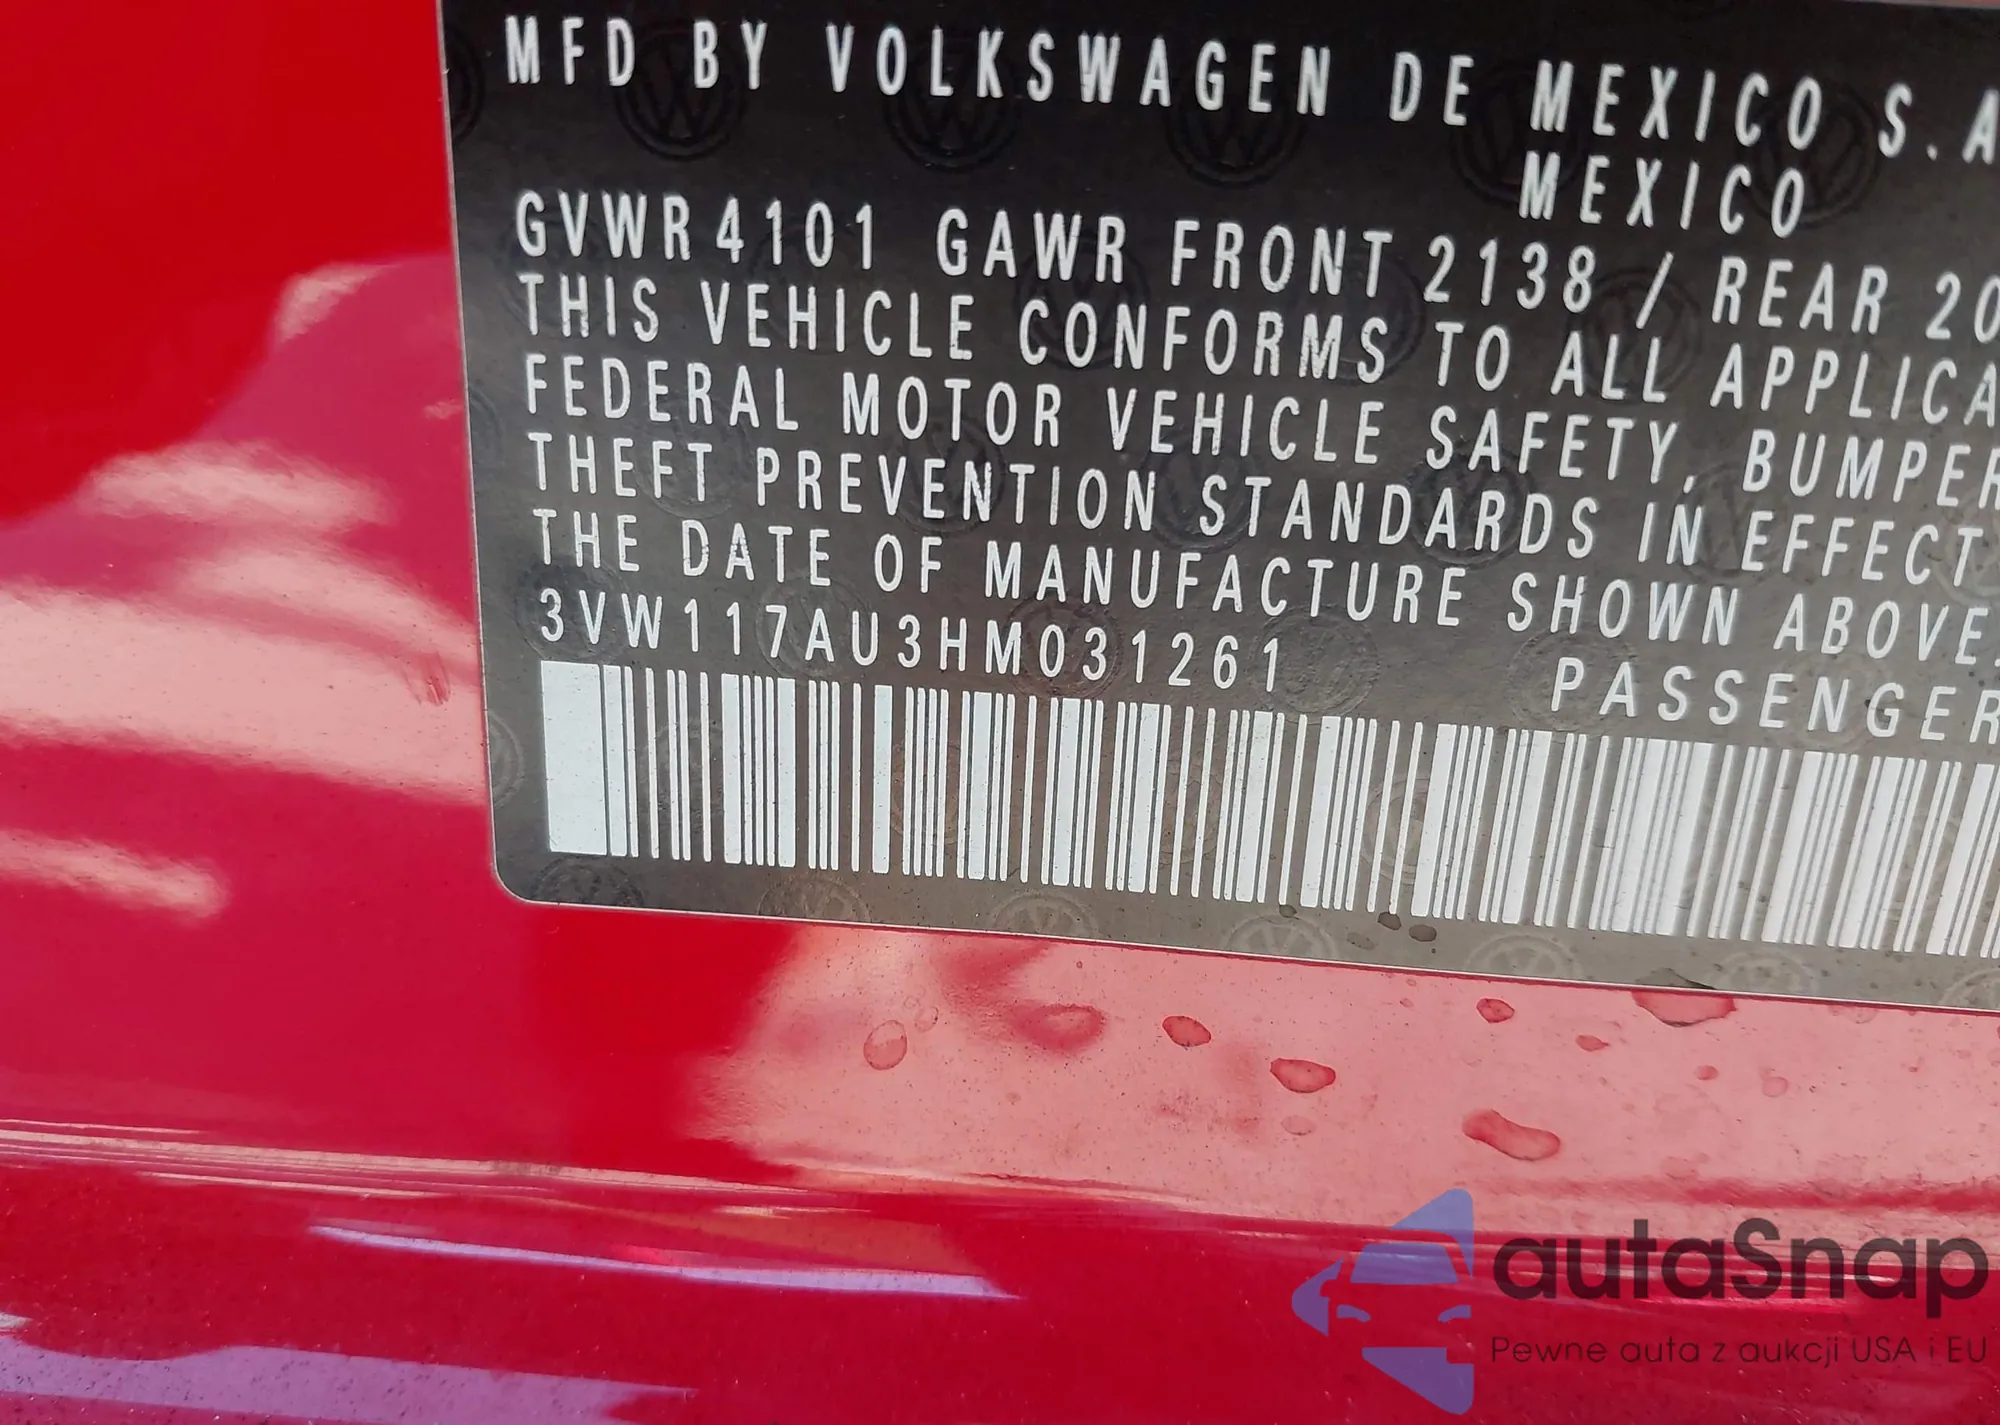 MFD BY VOLKSWAGEN DE MEXICO S.A
MEXICO
GVWR 4101 GAWR FRONT 2138 / REAR 20
THIS VEHICLE CONFORMS TO ALL APPLICA
FEDERAL MOTOR VEHICLE SAFETY, BUMPER
THEFT PREVENTION STANDARDS IN EFFECT
THE DATE OF MANUFACTURE SHOWN ABOVE.
3VW117AU3HM031261 PASSENGER
autaSnap
Pewne auta z aukcji USA i EU